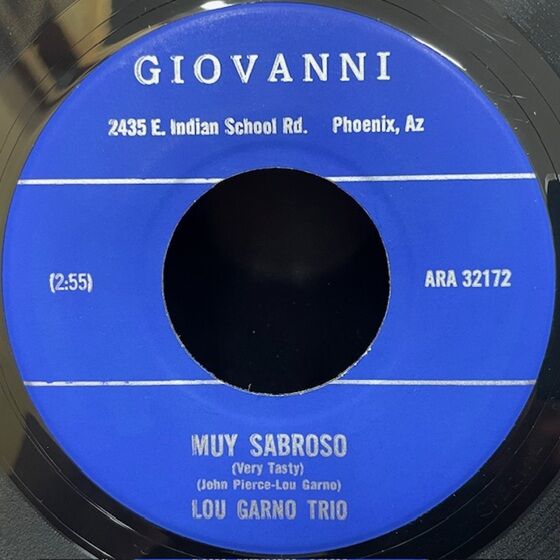 GIOVANNI
2435 E. Indian School Rd. Phoenix, Az
(2:55) ARA 32172
MUY SABROSO
(Very Tasty)
(John Pierce-Lou Garno)
LOU GARNO TRIO